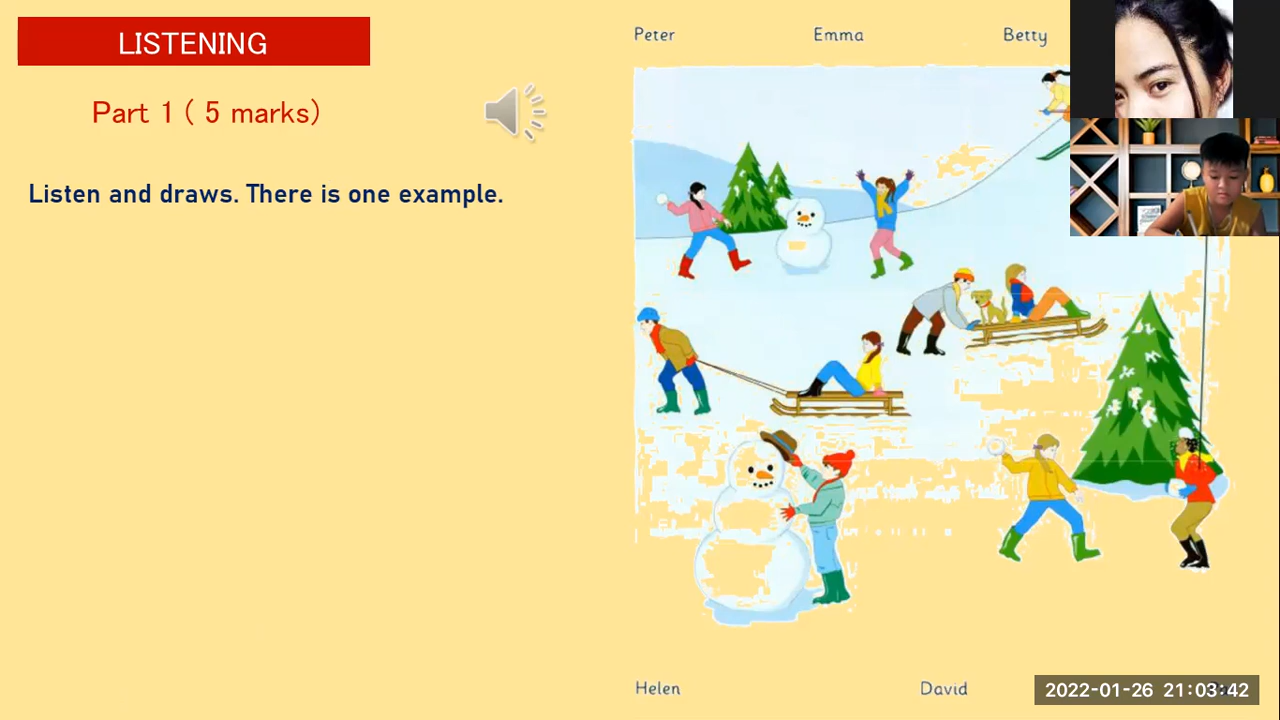 LISTENING
Part 1 ( 5 marks)
Listen and draws. There is one example.
Peter Emma Betty
Helen David
2022-01-26 21:03:42